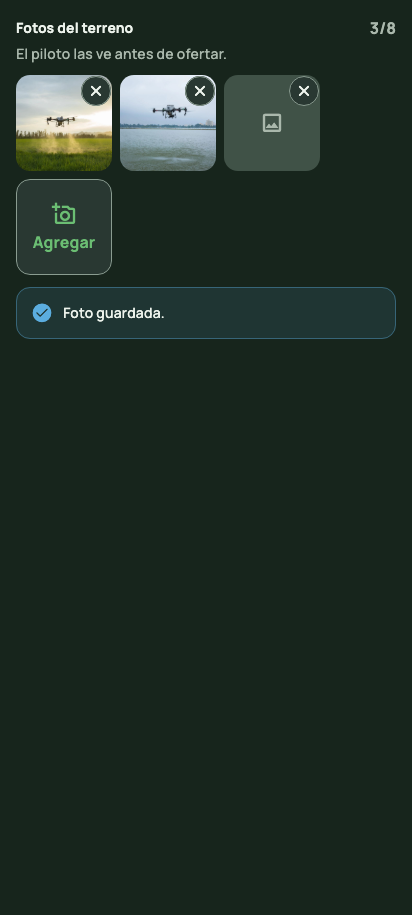 Fotos del terreno
3/8
El piloto las ve antes de ofertar.
Agregar
Foto guardada.